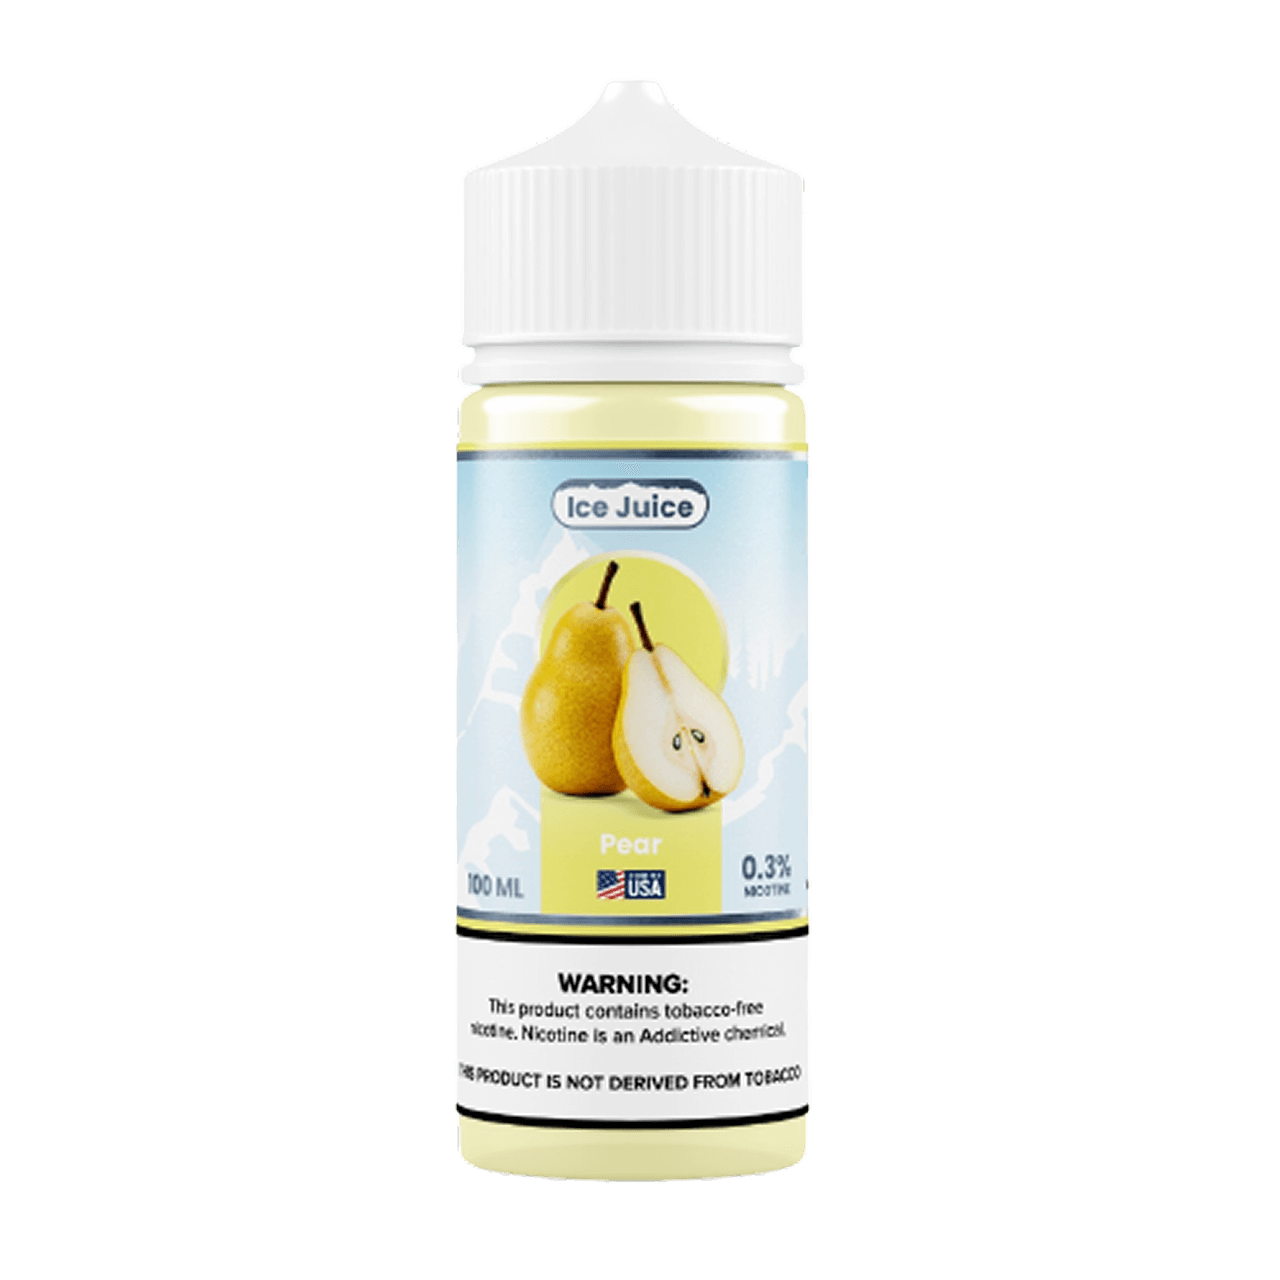 Ice Juice
Pear
100 ML
USA
0.3%
NICOTINE
WARNING:
This product contains tobacco-free
nicotine. Nicotine is an Addictive chemical.
THIS PRODUCT IS NOT DERIVED FROM TOBACCO